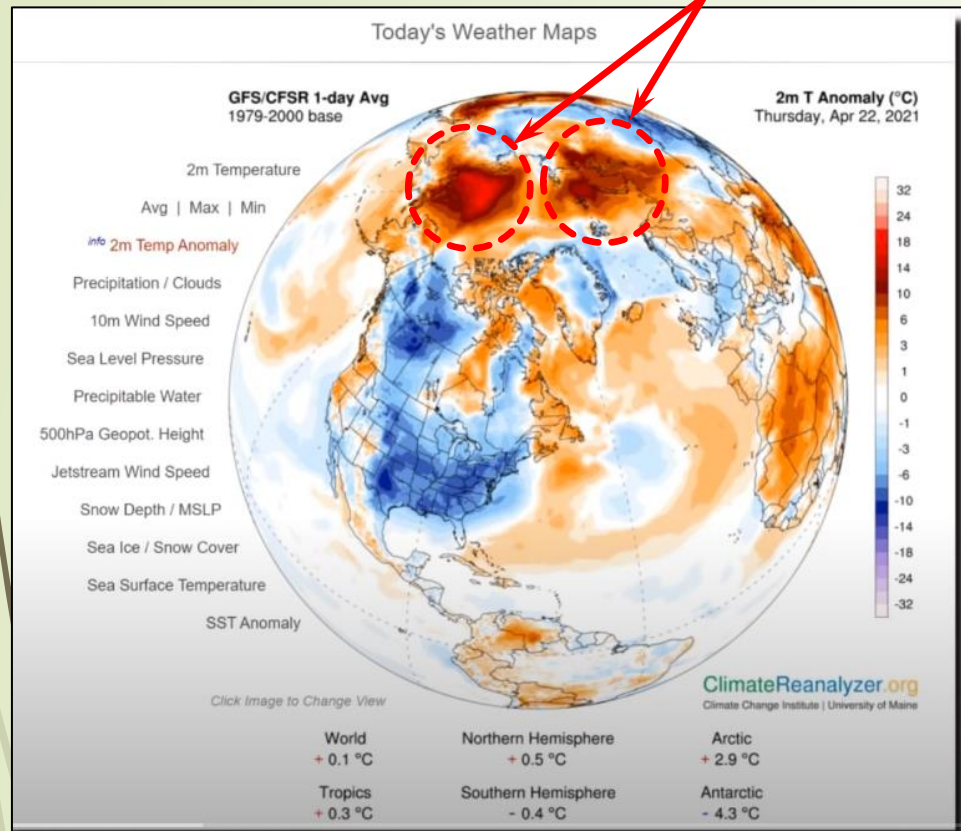 Today's Weather Maps
GFS/CFSR 1-day Avg
1979-2000 base
2m T Anomaly (°C)
Thursday, Apr 22, 2021
2m Temperature
Avg | Max | Min
info 2m Temp Anomaly
Precipitation / Clouds
10m Wind Speed
Sea Level Pressure
Precipitable Water
500hPa Geopot. Height
Jetstream Wind Speed
Snow Depth / MSLP
Sea Ice / Snow Cover
Sea Surface Temperature
SST Anomaly
32
24
18
14
10
6
3
1
0
-1
-3
-6
-10
-14
-18
-24
-32
Click Image to Change View
ClimateReanalyzer.org
Climate Change Institute | University of Maine
World
+ 0.1 °C
Northern Hemisphere
+ 0.5 °C
Arctic
+ 2.9 °C
Tropics
+ 0.3 °C
Southern Hemisphere
- 0.4 °C
Antarctic
- 4.3 °C